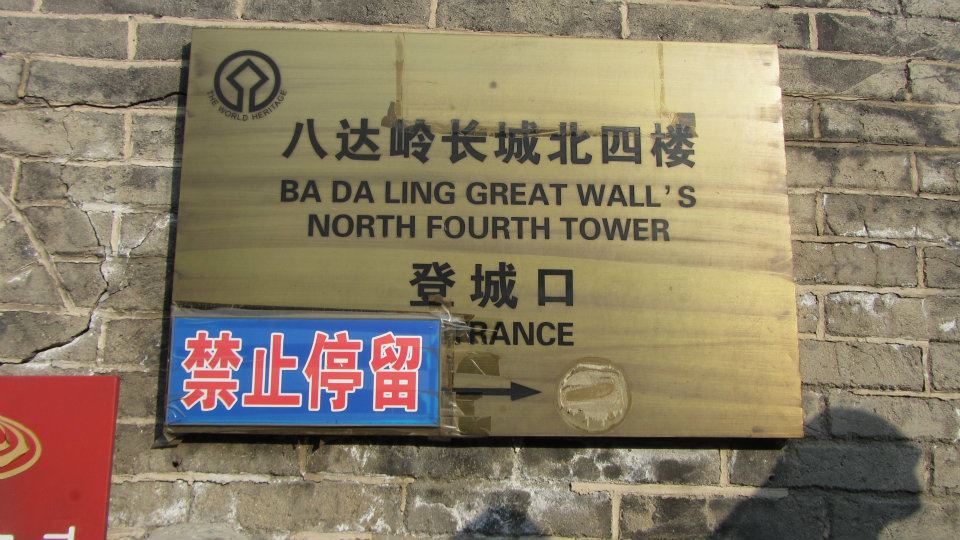 THE WORLD HERITAGE
八达岭长城北四楼
BA DA LING GREAT WALL'S
NORTH FOURTH TOWER
登城口
TRANCE
禁止停留
T